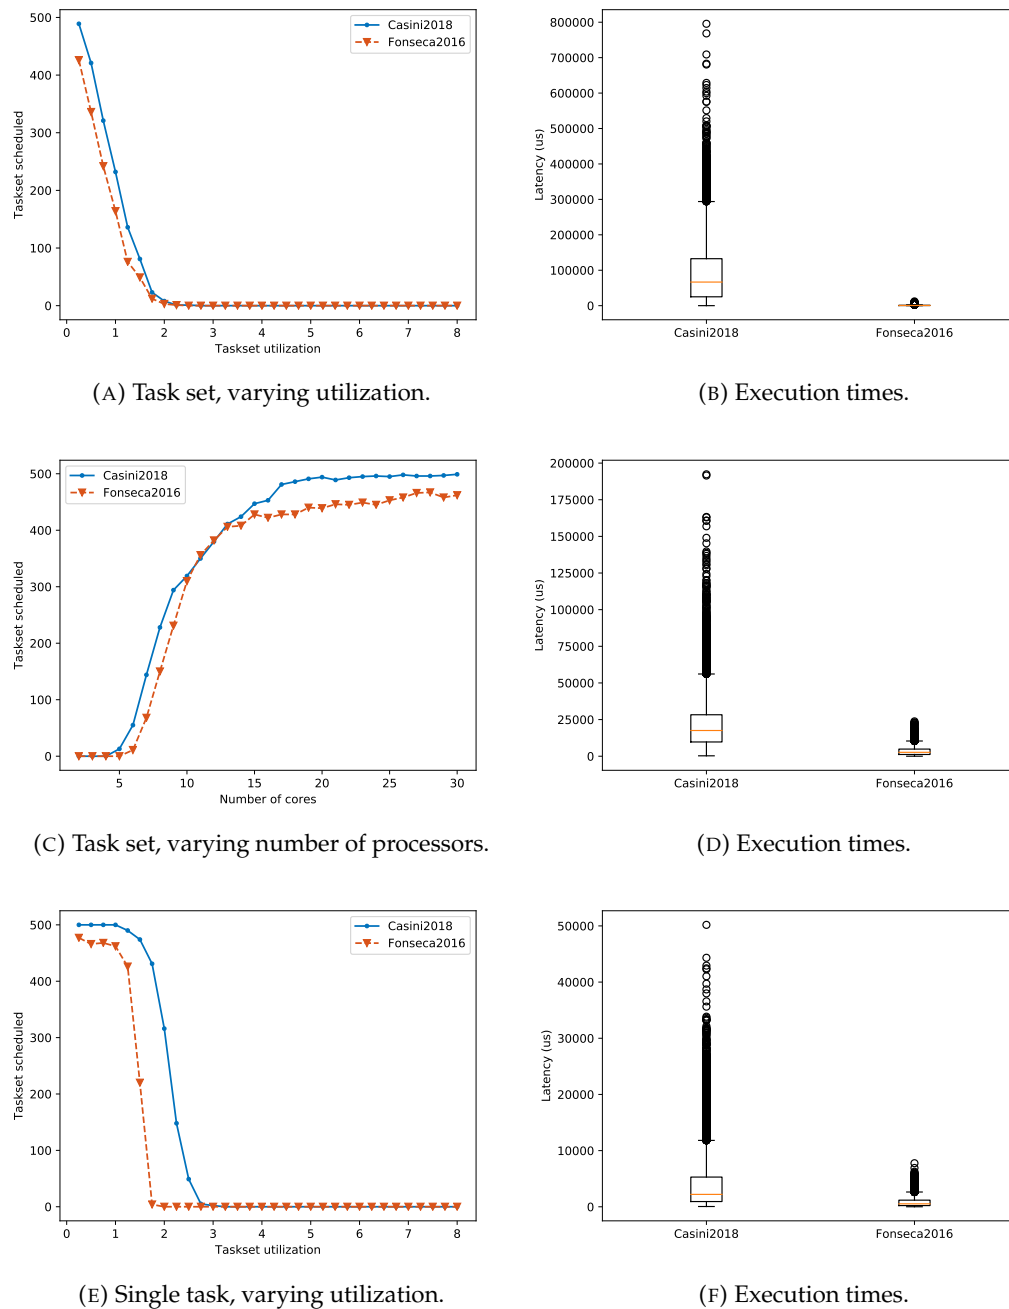 500
400
300
200
100
0
Taskset scheduled
0 1 2 3 4 5 6 7 8
Taskset utilization
Casini2018
Fonseca2016
800000
700000
600000
500000
400000
300000
200000
100000
0
Latency (us)
Casini2018 Fonseca2016
(A) Task set, varying utilization.
(B) Execution times.
500
400
300
200
100
0
Taskset scheduled
5 10 15 20 25 30
Number of cores
Casini2018
Fonseca2016
200000
175000
150000
125000
100000
75000
50000
25000
0
Latency (us)
Casini2018 Fonseca2016
(C) Task set, varying number of processors.
(D) Execution times.
500
400
300
200
100
0
Taskset scheduled
0 1 2 3 4 5 6 7 8
Taskset utilization
Casini2018
Fonseca2016
50000
40000
30000
20000
10000
0
Latency (us)
Casini2018 Fonseca2016
(E) Single task, varying utilization.
(F) Execution times.